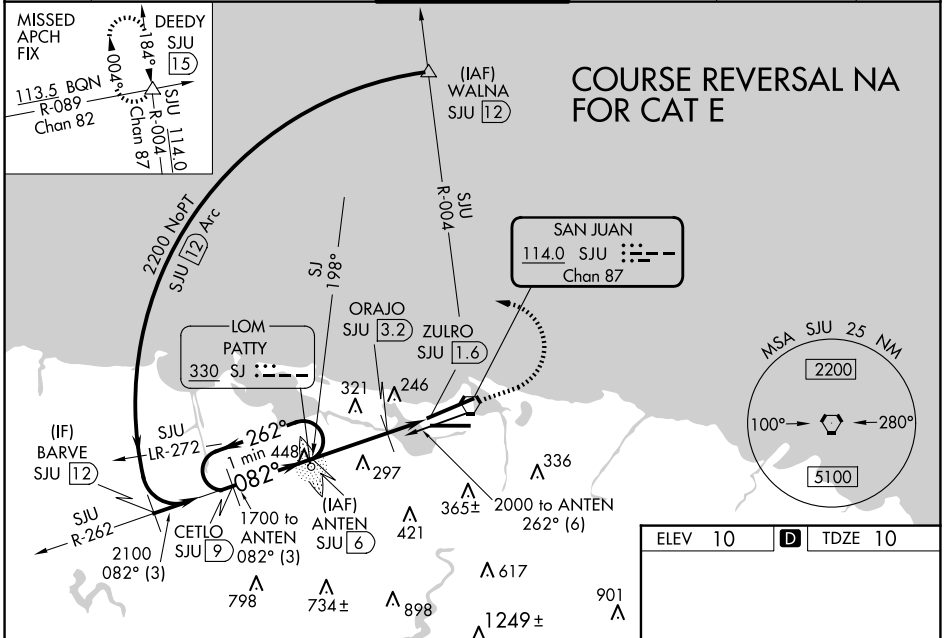 MISSED
APCH
FIX
DEEDY
SJU
15
184°
004°
113.5 BQN
R-089
Chan 82
SJU 114.0
R-004
Chan 87
(IAF)
WALNA
SJU 12
COURSE REVERSAL NA
FOR CAT E
2200 NoPT
SJU 12 Arc
SJU
R-004
SJ
198°
SAN JUAN
114.0 SJU
Chan 87
ORAJO
SJU 3.2
ZULRO
SJU 1.6
LOM
PATTY
330 SJ
321
246
MSA SJU 25 NM
2200
100°
280°
5100
(IF)
BARVE
SJU 12
SJU
LR-272
262°
1 min
082°
448
297
336
365±
421
2000 to ANTEN
262° (6)
(IAF)
ANTEN
SJU 6
SJU
R-262
CETLO
SJU 9
1700 to
ANTEN
082° (3)
2100
082° (3)
798
734±
898
617
1249±
901
ELEV 10
D
TDZE 10